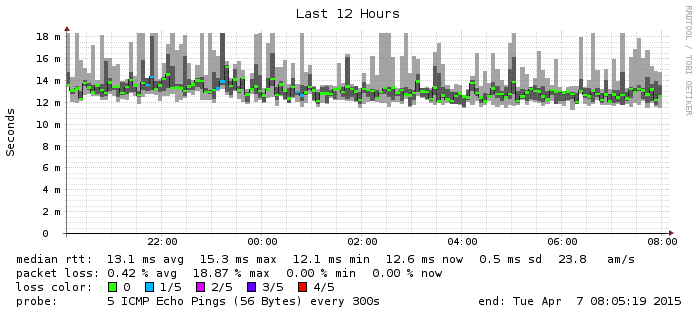 Last 12 Hours
RRDTOOL / TOBI OETIKER
Seconds
18 m
16 m
14 m
12 m
10 m
8 m
6 m
4 m
2 m
0
22:00 00:00 02:00 04:00 06:00 08:00
median rtt: 13.1 ms avg 15.3 ms max 12.1 ms min 12.6 ms now 0.5 ms sd 23.8 am/s
packet loss: 0.42 % avg 18.87 % max 0.00 % min 0.00 % now
loss color: 0 1/5 2/5 3/5 4/5
probe: 5 ICMP Echo Pings (56 Bytes) every 300s end: Tue Apr 7 08:05:19 2015